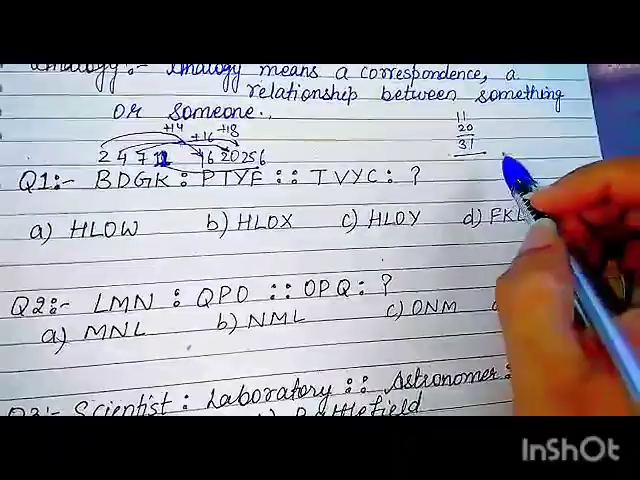 Analogy:- Analogy means a correspondence, a
relationship between something
or someone.
+14 +16 +18
11
20
31
2 4 7 11 16 20 25 6
Q1:- BDGK : PTYF :: TVYC : ?
a) HLOW b) HLOX c) HLOY d) FKL
Q2:- LMN : QPO :: OPQ : ?
a) MNL b) NML c) ONM
Q3:- Scientist : Laboratory :: Astronomer :
Battlefield
InShOt